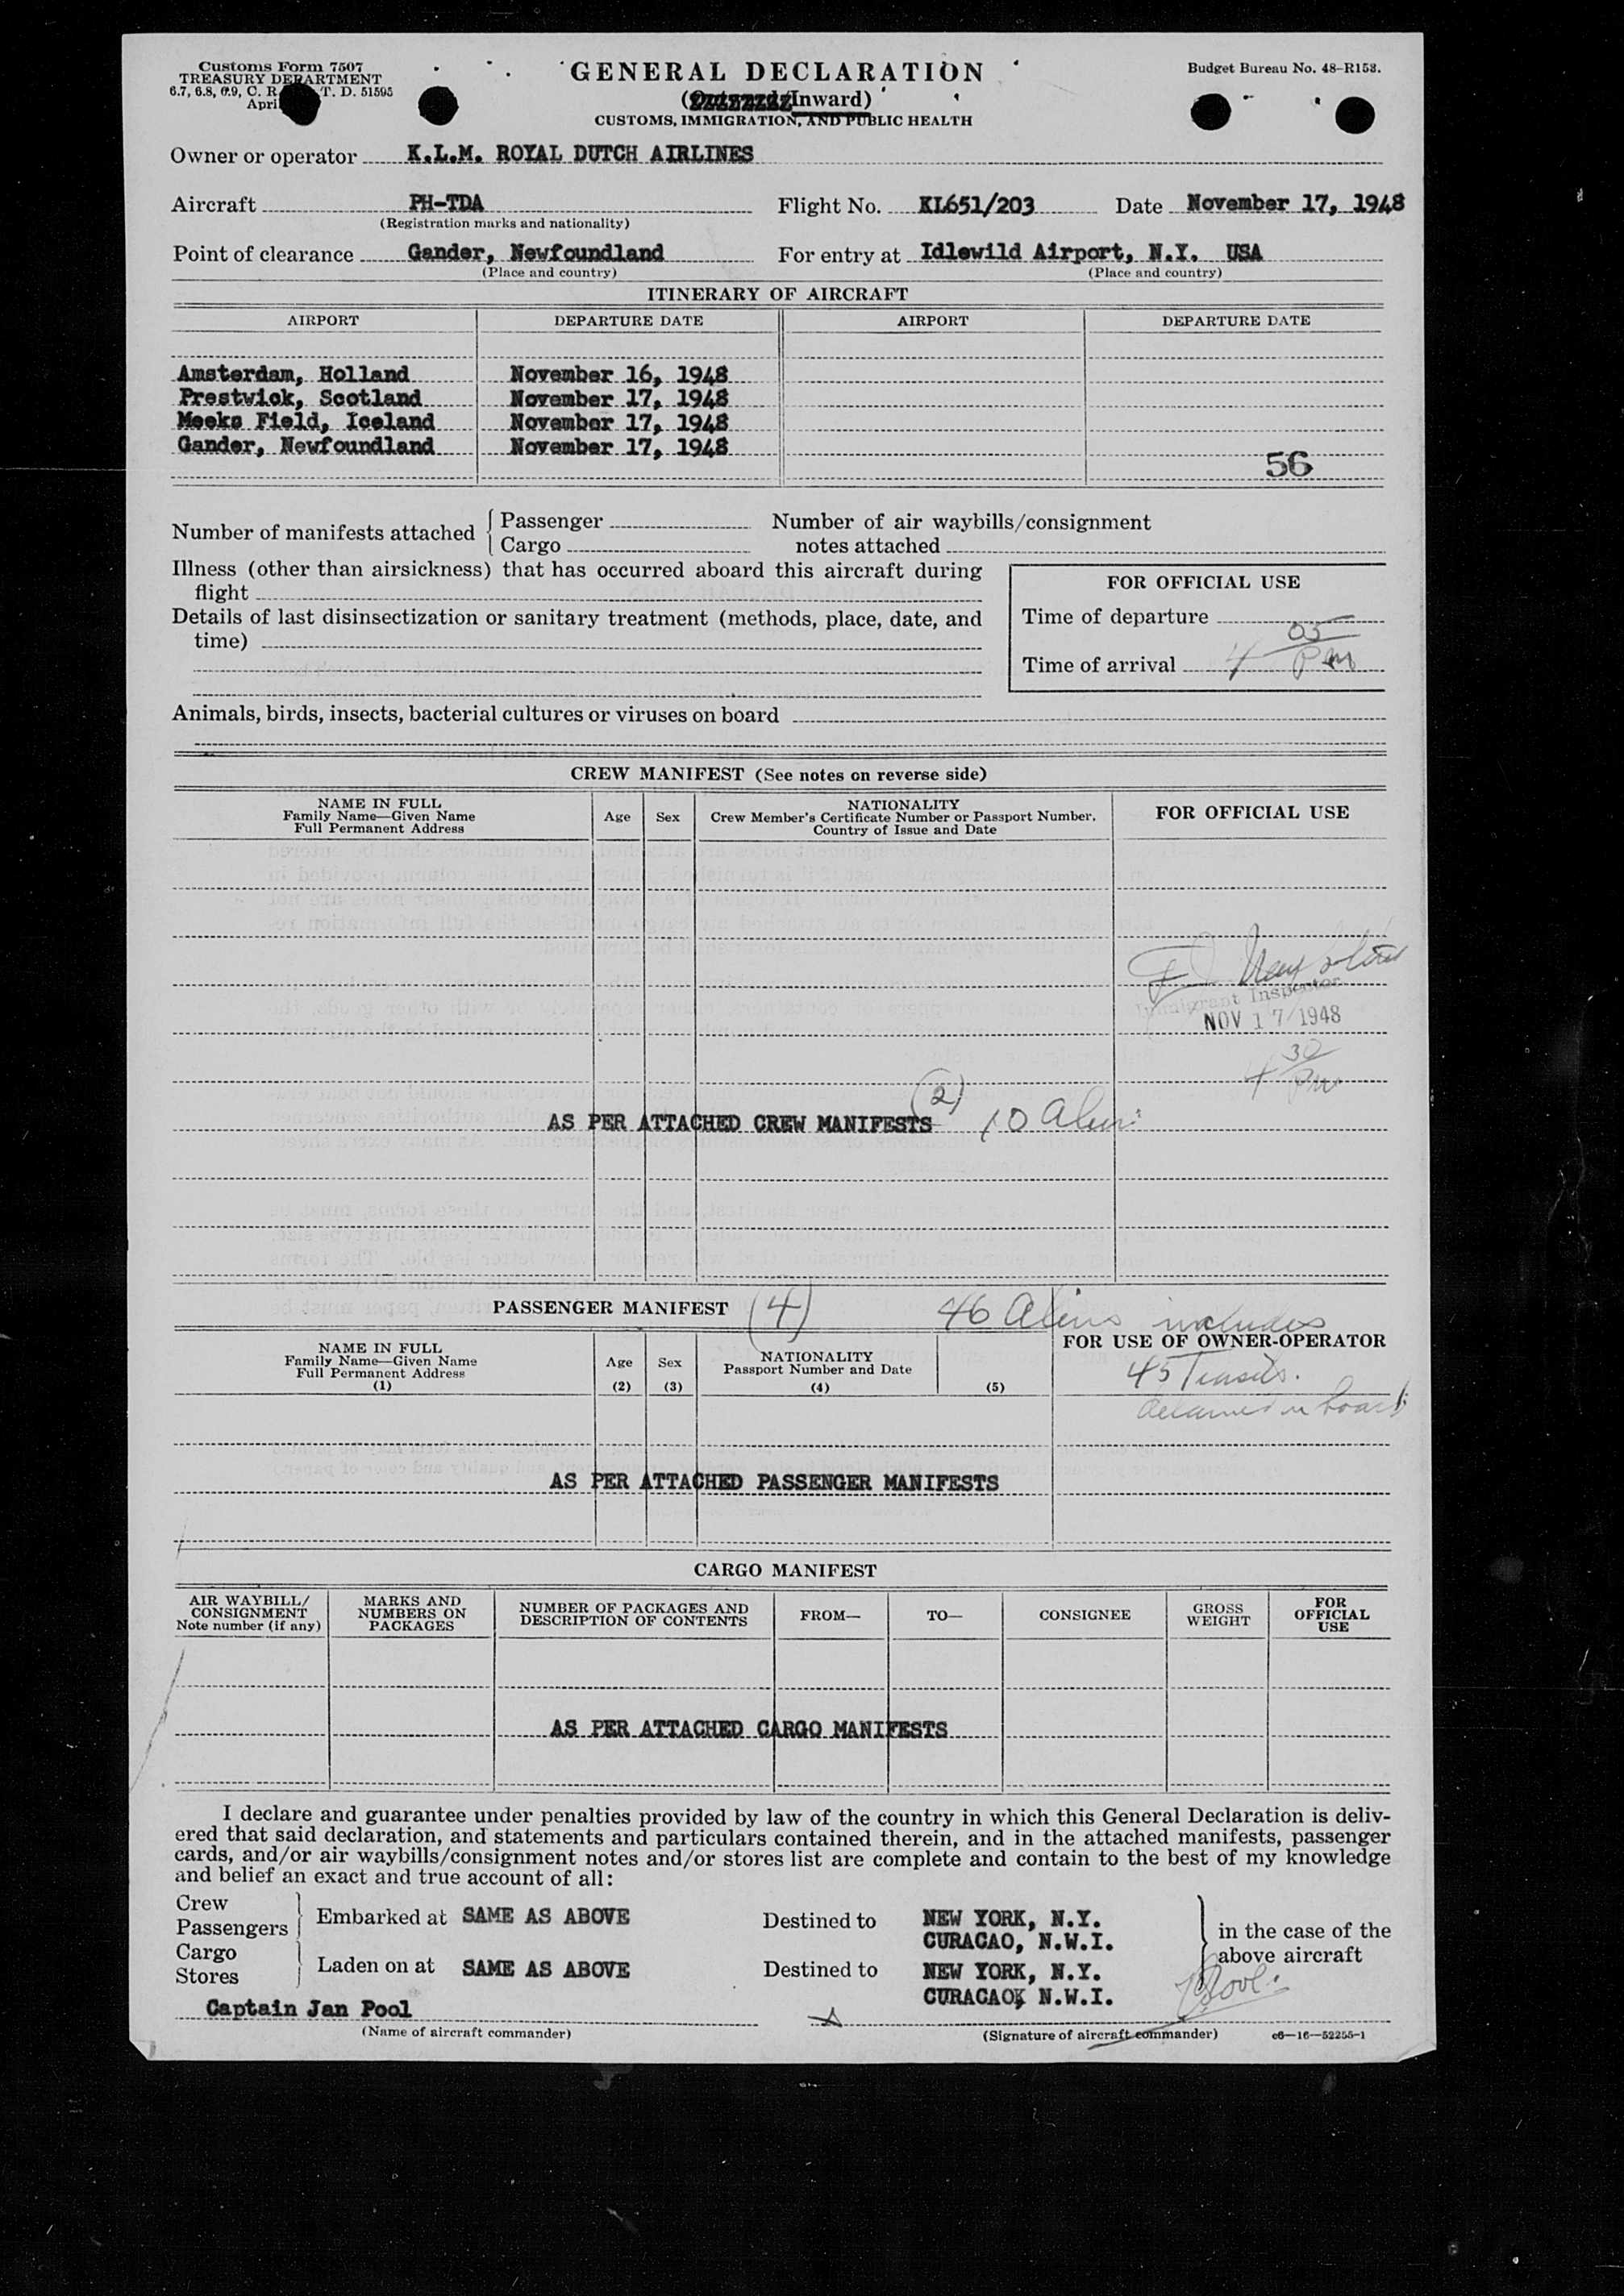 Customs Form 7507
TREASURY DEPARTMENT
6.7, 6.8, 6.9, C. R. T. D. 51595
GENERAL DECLARATION
Inward)
CUSTOMS, IMMIGRATION, AND PUBLIC HEALTH
Budget Bureau No. 48-R153.
Owner or operator K.L.M. ROYAL DUTCH AIRLINES
Aircraft PH-TDA Flight No. KL651/203 Date November 17, 1948
(Registration marks and nationality)
Point of clearance Gander, Newfoundland For entry at Idlewild Airport, N.Y. USA
(Place and country) (Place and country)
ITINERARY OF AIRCRAFT
AIRPORT DEPARTURE DATE AIRPORT DEPARTURE DATE
Amsterdam, Holland November 16, 1948
Prestwick, Scotland November 17, 1948
Meeks Field, Iceland November 17, 1948
Gander, Newfoundland November 17, 1948
56
Number of manifests attached { Passenger Number of air waybills/consignment
Cargo notes attached
Illness (other than airsickness) that has occurred aboard this aircraft during
flight
Details of last disinsectization or sanitary treatment (methods, place, date, and
time)
FOR OFFICIAL USE
Time of departure
Time of arrival 4 05 PM
Animals, birds, insects, bacterial cultures or viruses on board
CREW MANIFEST (See notes on reverse side)
NAME IN FULL
Family Name—Given Name
Full Permanent Address
Age
Sex
NATIONALITY
Crew Member's Certificate Number or Passport Number,
Country of Issue and Date
FOR OFFICIAL USE
Immigrant Inspector
NOV 17 1948
4 30 PM
(2)
AS PER ATTACHED CREW MANIFESTS 10
PASSENGER MANIFEST (4) 46 Aliens includes
NAME IN FULL
Family Name—Given Name
Full Permanent Address
(1)
Age
(2)
Sex
(3)
NATIONALITY
Passport Number and Date
(4)
(5)
FOR USE OF OWNER-OPERATOR
45 Transits.
AS PER ATTACHED PASSENGER MANIFESTS
CARGO MANIFEST
AIR WAYBILL/
CONSIGNMENT
Note number (if any)
MARKS AND
NUMBERS ON
PACKAGES
NUMBER OF PACKAGES AND
DESCRIPTION OF CONTENTS
FROM—
TO—
CONSIGNEE
GROSS
WEIGHT
FOR
OFFICIAL
USE
AS PER ATTACHED CARGO MANIFESTS
I declare and guarantee under penalties provided by law of the country in which this General Declaration is deliv-
ered that said declaration, and statements and particulars contained therein, and in the attached manifests, passenger
cards, and/or air waybills/consignment notes and/or stores list are complete and contain to the best of my knowledge
and belief an exact and true account of all:
Crew
Passengers } Embarked at SAME AS ABOVE Destined to NEW YORK, N.Y.
CURACAO, N.W.I.
Cargo
Stores } Laden on at SAME AS ABOVE Destined to NEW YORK, N.Y.
CURACAO, N.W.I.
in the case of the
above aircraft
Captain Jan Pool
(Name of aircraft commander) (Signature of aircraft commander) c6—16—52255-1